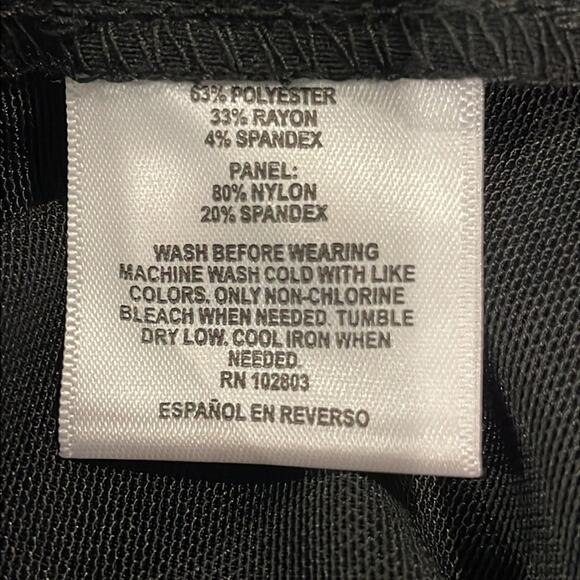 63% POLYESTER
33% RAYON
4% SPANDEX
PANEL:
80% NYLON
20% SPANDEX
WASH BEFORE WEARING
MACHINE WASH COLD WITH LIKE
COLORS. ONLY NON-CHLORINE
BLEACH WHEN NEEDED. TUMBLE
DRY LOW. COOL IRON WHEN
NEEDED.
RN 102803
ESPAÑOL EN REVERSO